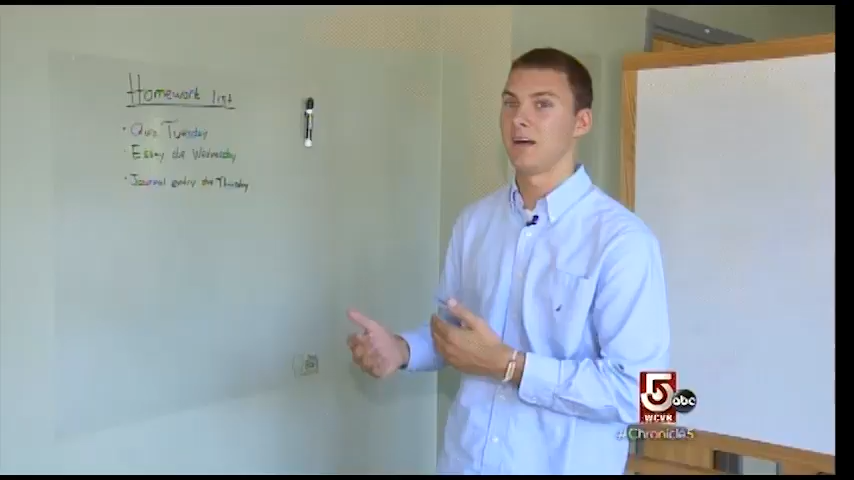 Homework list
• Quiz Tuesday
• Essay due Wednesday
• Journal entry due Thursday
5
abc
WCVB
#Chronicle5